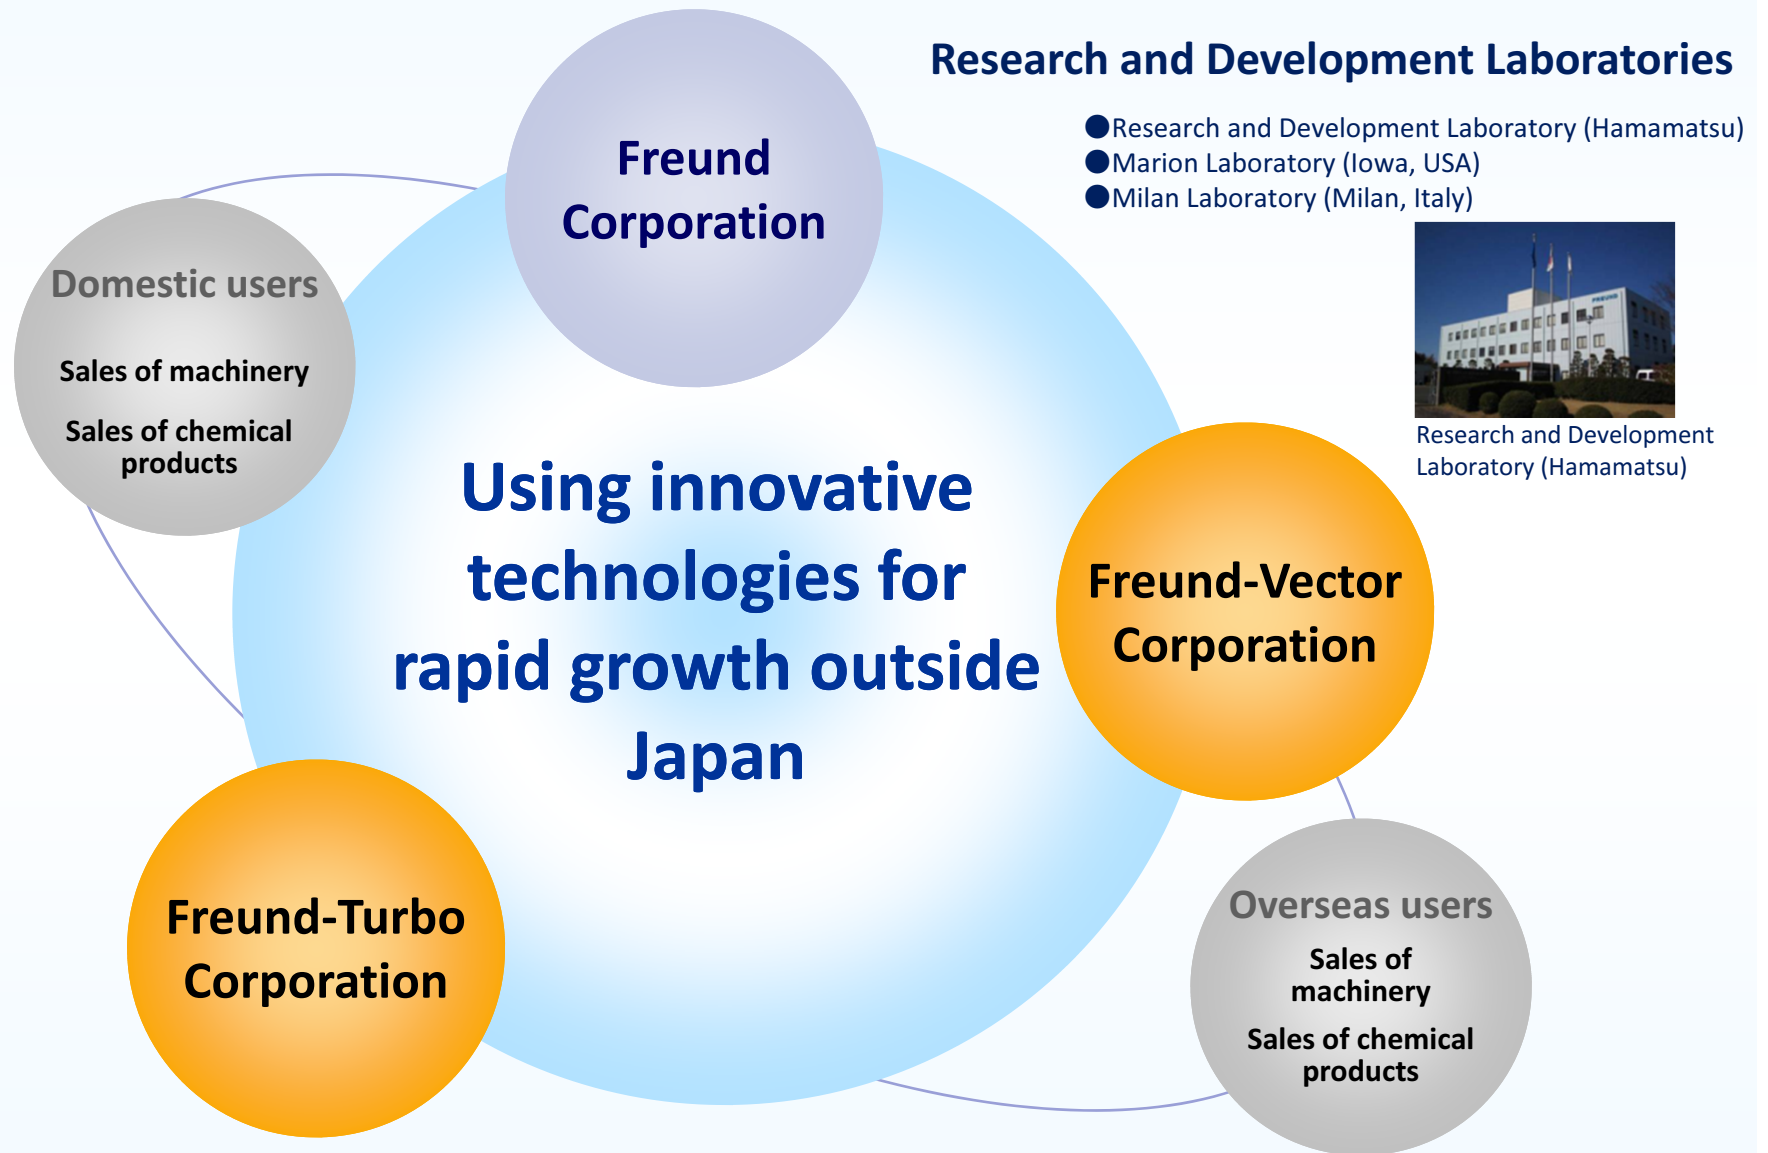 Research and Development Laboratories
●Research and Development Laboratory (Hamamatsu)
●Marion Laboratory (Iowa, USA)
●Milan Laboratory (Milan, Italy)
FREUND
Research and Development
Laboratory (Hamamatsu)
Freund
Corporation
Domestic users
Sales of machinery
Sales of chemical
products
Using innovative
technologies for
rapid growth outside
Japan
Freund-Vector
Corporation
Freund-Turbo
Corporation
Overseas users
Sales of
machinery
Sales of chemical
products